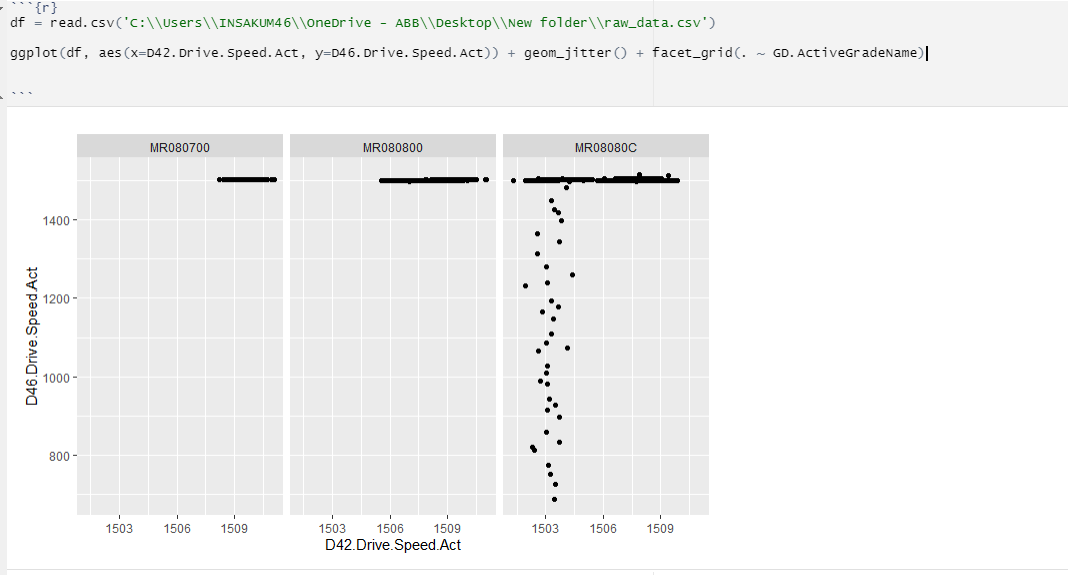 ```{r}
df = read.csv('C:\\Users\\INSAKUM46\\OneDrive - ABB\\Desktop\\New folder\\raw_data.csv')
ggplot(df, aes(x=D42.Drive.Speed.Act, y=D46.Drive.Speed.Act)) + geom_jitter() + facet_grid(. ~ GD.ActiveGradeName)
```
MR080700 MR080800 MR08080C
1400
1200
1000
800
D46.Drive.Speed.Act
1503 1506 1509 1503 1506 1509 1503 1506 1509
D42.Drive.Speed.Act